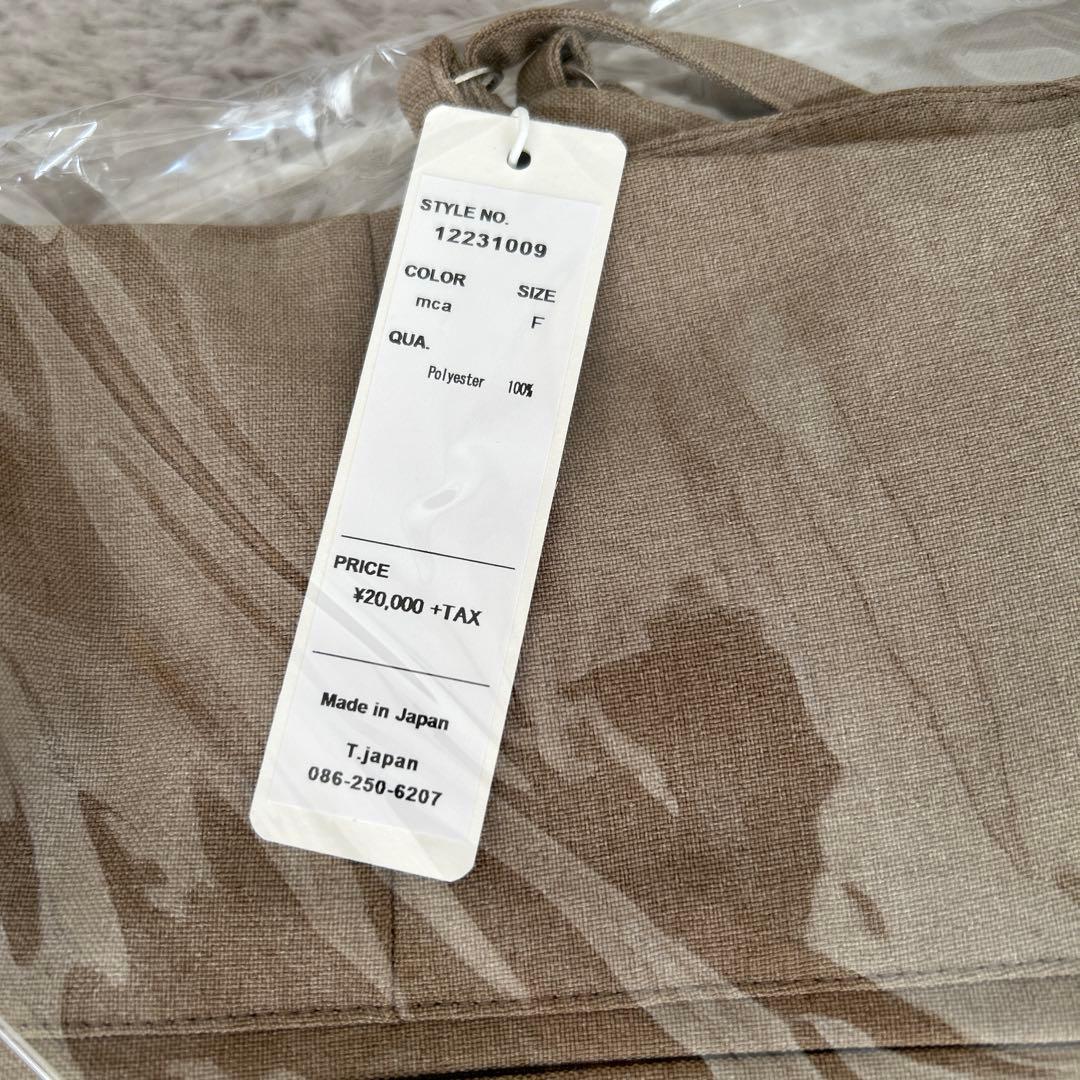 STYLE NO.
12231009
COLOR SIZE
mca F
QUA.
Polyester 100%
PRICE
¥20,000 +TAX
Made in Japan
T.japan
086-250-6207